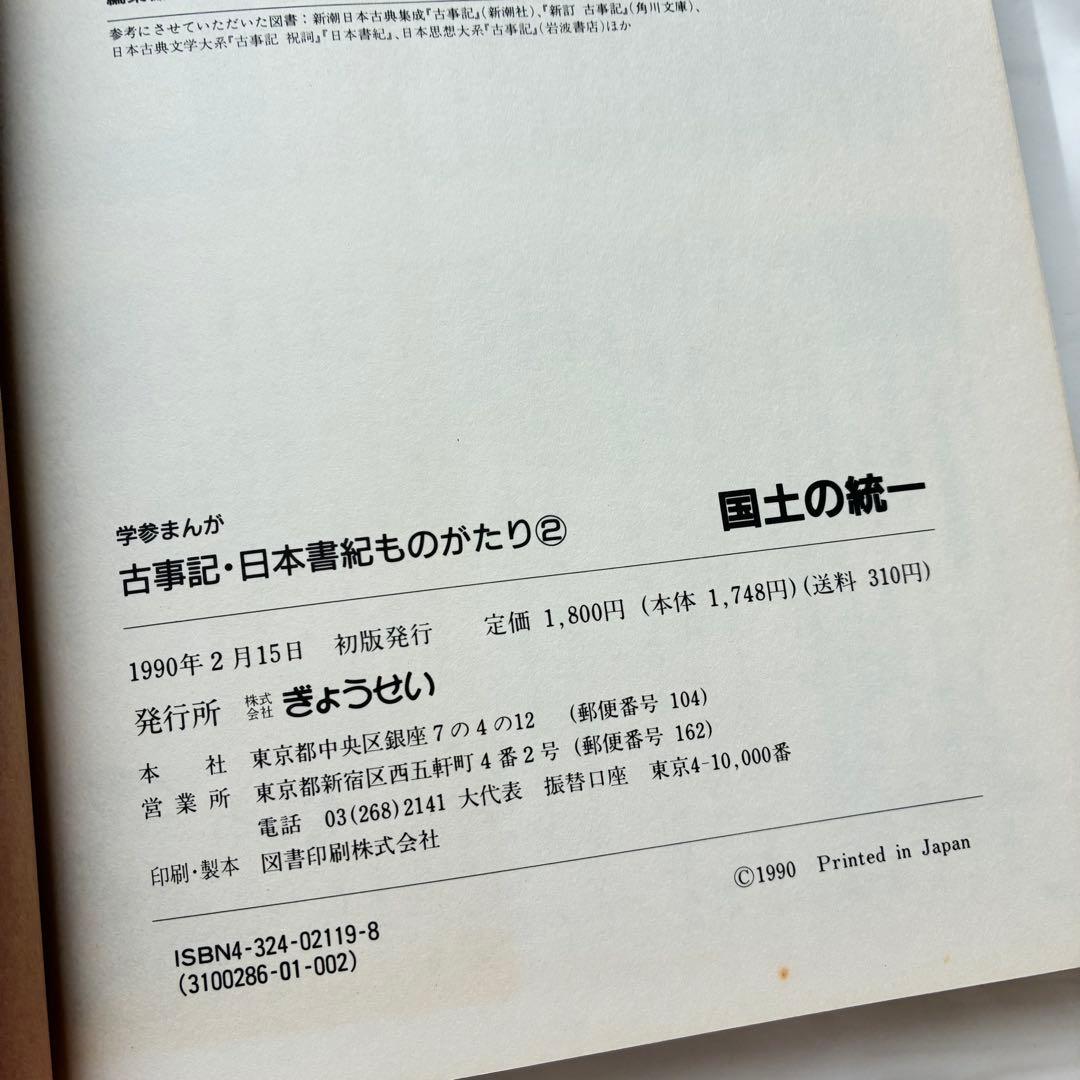 参考にさせていただいた図書：新潮日本古典集成『古事記』(新潮社)、『新訂 古事記』(角川文庫)、
日本古典文学大系『古事記 祝詞』『日本書紀』、日本思想大系『古事記』(岩波書店)ほか
学参まんが
古事記・日本書紀ものがたり② 国土の統一
1990年2月15日 初版発行 定価 1,800円 (本体 1,748円)(送料 310円)
発行所 株式会社 ぎょうせい
本社 東京都中央区銀座7の4の12 (郵便番号 104)
営業所 東京都新宿区西五軒町4番2号 (郵便番号 162)
電話 03(268)2141 大代表 振替口座 東京4-10,000番
印刷・製本 図書印刷株式会社
©1990 Printed in Japan
ISBN4-324-02119-8
(3100286-01-002)